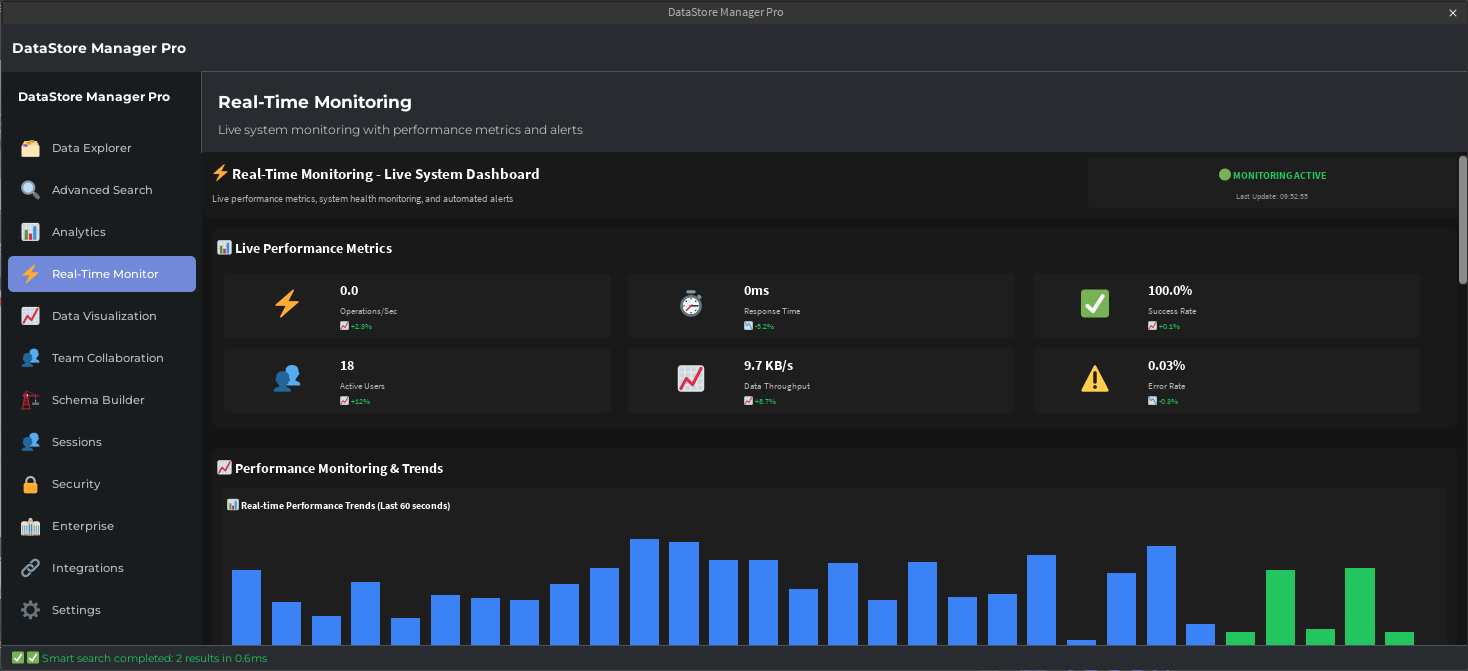 DataStore Manager Pro
DataStore Manager Pro
DataStore Manager Pro
Data Explorer
Advanced Search
Analytics
Real-Time Monitor
Data Visualization
Team Collaboration
Schema Builder
Sessions
Security
Enterprise
Integrations
Settings
Real-Time Monitoring
Live system monitoring with performance metrics and alerts
Real-Time Monitoring - Live System Dashboard
Live performance metrics, system health monitoring, and automated alerts
MONITORING ACTIVE
Last Update: 09:52:55
Live Performance Metrics
0.0
Operations/Sec
+2.3%
0ms
Response Time
-5.2%
100.0%
Success Rate
+0.1%
18
Active Users
+12%
9.7 KB/s
Data Throughput
+8.7%
0.03%
Error Rate
-0.3%
Performance Monitoring & Trends
Real-time Performance Trends (Last 60 seconds)
Smart search completed: 2 results in 0.6ms